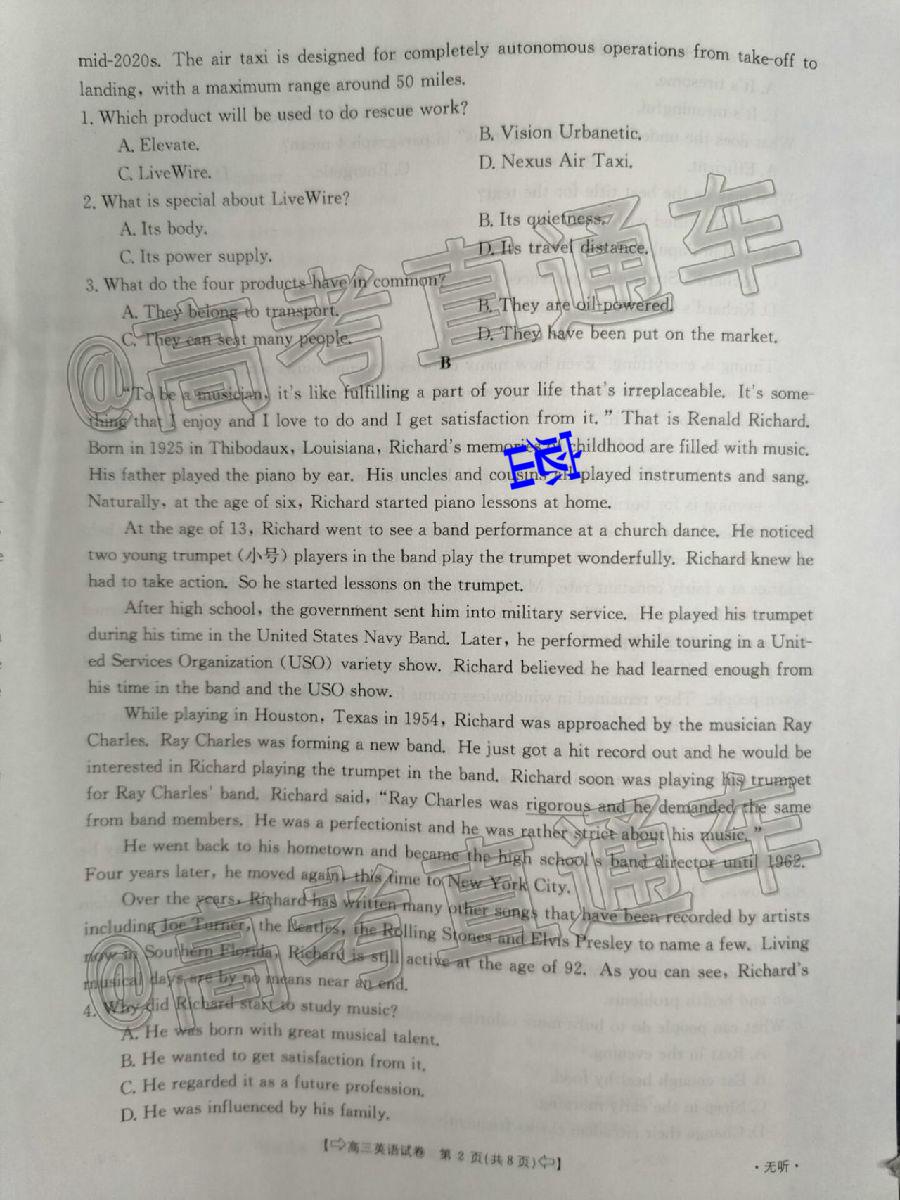 mid-2020s. The air taxi is designed for completely autonomous operations from take-off to
landing, with a maximum range around 50 miles.
1. Which product will be used to do rescue work?
A. Elevate.
B. Vision Urbanetic.
C. LiveWire.
D. Nexus Air Taxi.
2. What is special about LiveWire?
A. Its body.
B. Its quietness.
C. Its power supply.
D. Its travel distance.
3. What do the four products have in common?
A. They belong to transport.
B. They are oil-powered.
C. They can seat many people.
D. They have been put on the market.
B
"To be a musician, it's like fulfilling a part of your life that's irreplaceable. It's some-
thing that I enjoy and I love to do and I get satisfaction from it." That is Renald Richard.
Born in 1925 in Thibodaux, Louisiana, Richard's memories of childhood are filled with music.
His father played the piano by ear. His uncles and cousins all played instruments and sang.
Naturally, at the age of six, Richard started piano lessons at home.
At the age of 13, Richard went to see a band performance at a church dance. He noticed
two young trumpet (小号) players in the band play the trumpet wonderfully. Richard knew he
had to take action. So he started lessons on the trumpet.
After high school, the government sent him into military service. He played his trumpet
during his time in the United States Navy Band. Later, he performed while touring in a Unit-
ed Services Organization (USO) variety show. Richard believed he had learned enough from
his time in the band and the USO show.
While playing in Houston, Texas in 1954, Richard was approached by the musician Ray
Charles. Ray Charles was forming a new band. He just got a hit record out and he would be
interested in Richard playing the trumpet in the band. Richard soon was playing his trumpet
for Ray Charles' band. Richard said, "Ray Charles was rigorous and he demanded the same
from band members. He was a perfectionist and he was rather strict about his music."
He went back to his hometown and became the high school's band director until 1962.
Four years later, he moved again, this time to New York City.
Over the years, Richard has written many other songs that have been recorded by artists
including Joe Turner, the Beatles, the Rolling Stones and Elvis Presley to name a few. Living
now in Southern Florida, Richard is still active at the age of 92. As you can see, Richard's
musical days are by no means near an end.
4. Why did Richard start to study music?
A. He was born with great musical talent.
B. He wanted to get satisfaction from it.
C. He regarded it as a future profession.
D. He was influenced by his family.
【⇨高三英语试卷 第 2 页(共 8 页)⇦】
·无听·
@高考直通车
@高考直通车